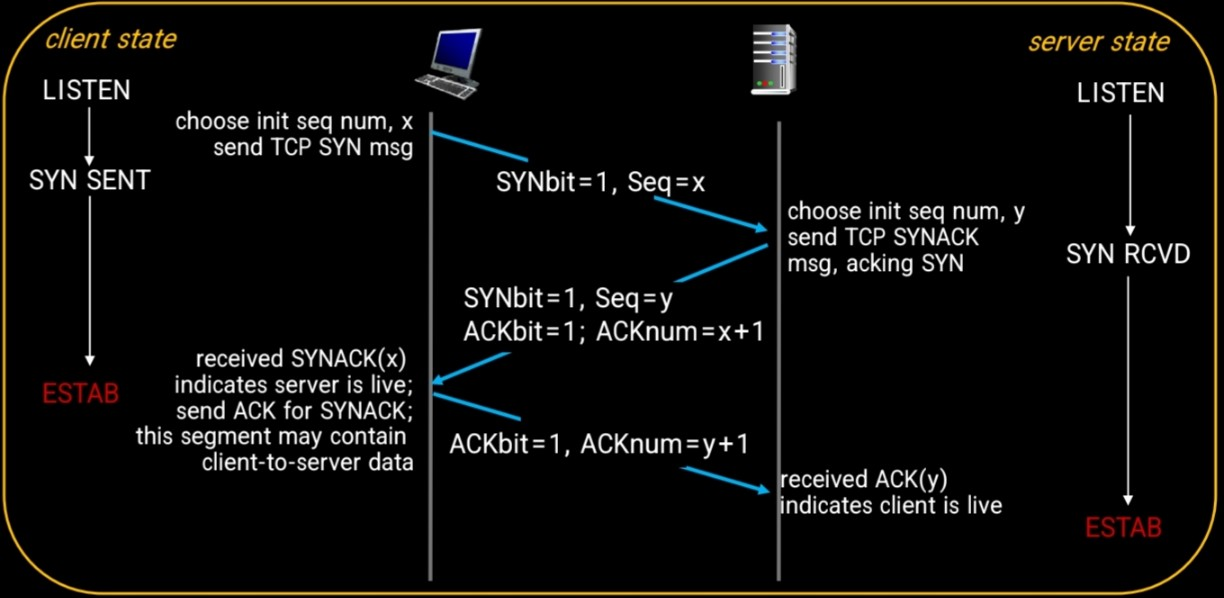 client state
server state
LISTEN
LISTEN
choose init seq num, x
send TCP SYN msg
SYN SENT
SYNbit=1, Seq=x
choose init seq num, y
send TCP SYNACK
msg, acking SYN
SYN RCVD
SYNbit=1, Seq=y
ACKbit=1; ACKnum=x+1
received SYNACK(x)
indicates server is live;
send ACK for SYNACK;
this segment may contain
client-to-server data
ESTAB
ACKbit=1, ACKnum=y+1
received ACK(y)
indicates client is live
ESTAB